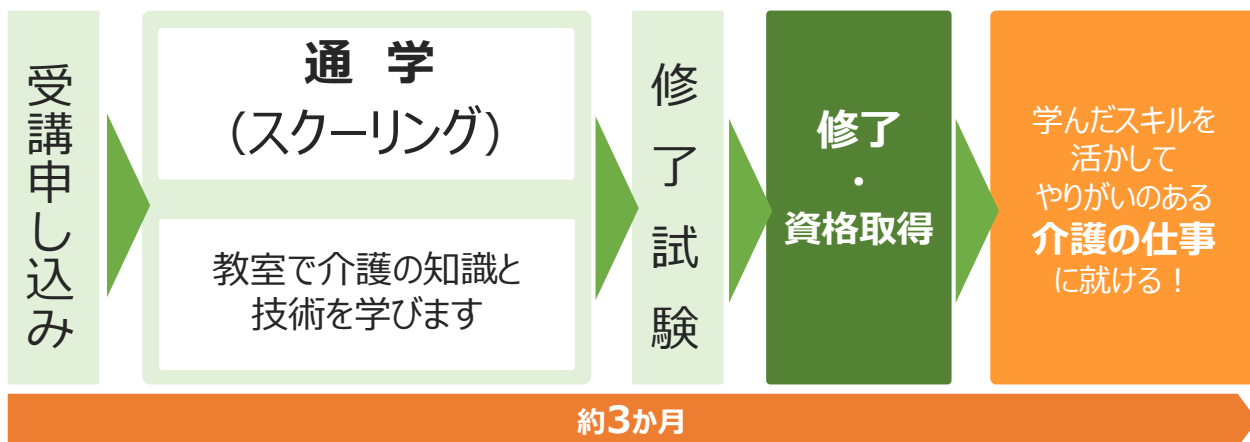 受講申し込み
通 学
(スクーリング)
教室で介護の知識と
技術を学びます
修了試験
修了
・
資格取得
学んだスキルを
活かして
やりがいのある
介護の仕事
に就ける！
約3か月